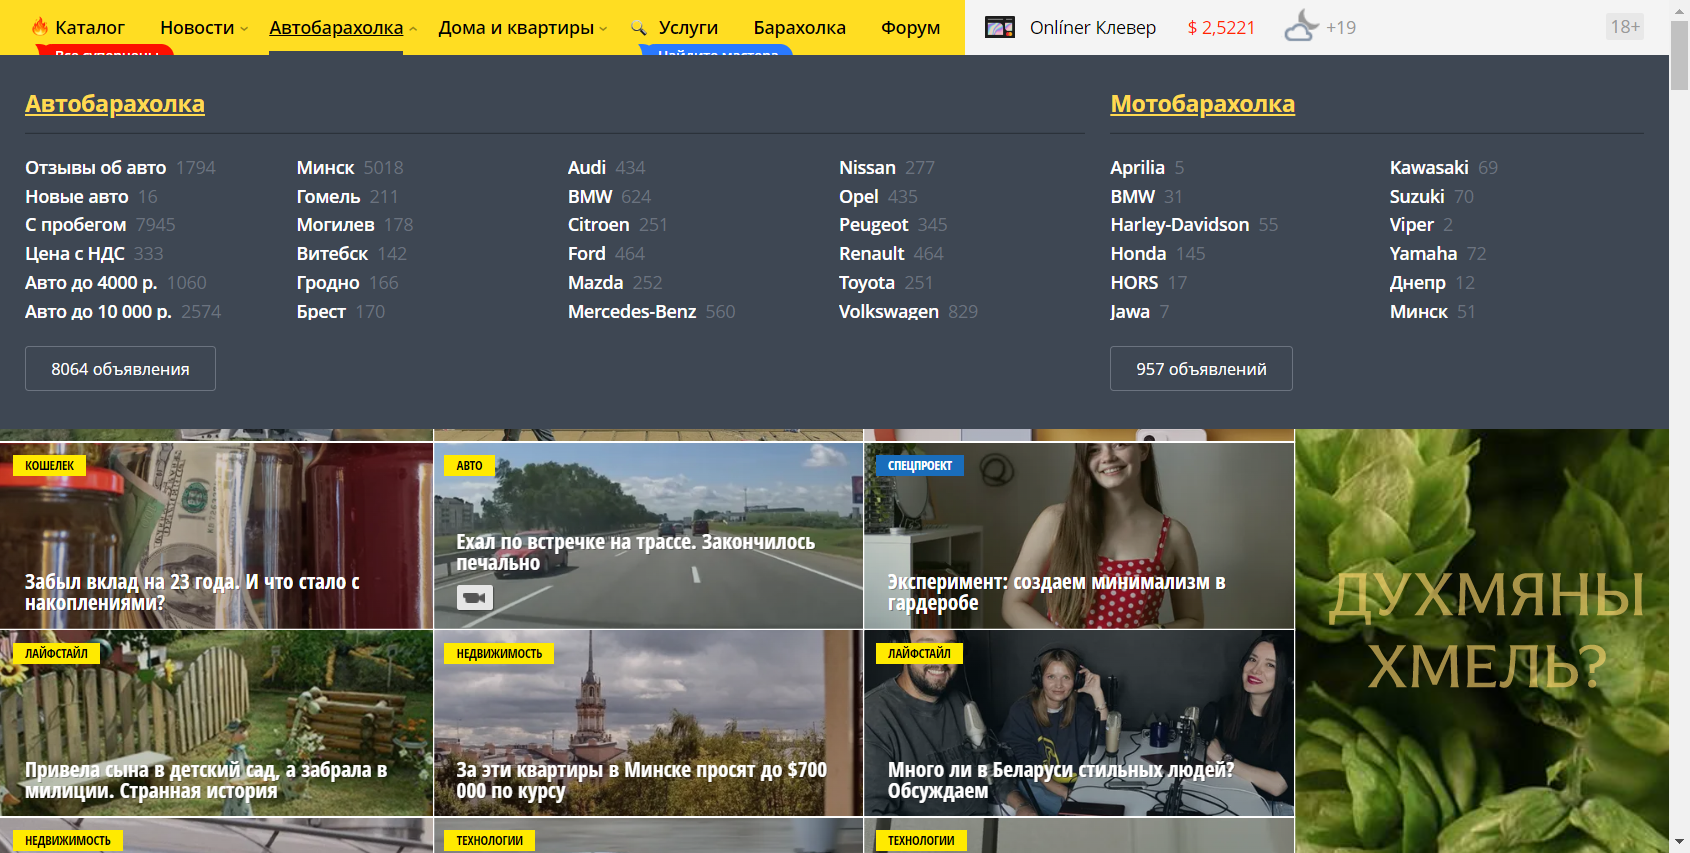 Каталог
Новости
Автобарахолка
Дома и квартиры
Услуги
Барахолка
Форум
Onlíner Клевер
$ 2,5221
+19
18+
Все суперцены
Найдите мастера
Автобарахолка
Отзывы об авто 1794
Новые авто 16
С пробегом 7945
Цена с НДС 333
Авто до 4000 р. 1060
Авто до 10 000 р. 2574
Минск 5018
Гомель 211
Могилев 178
Витебск 142
Гродно 166
Брест 170
Audi 434
BMW 624
Citroen 251
Ford 464
Mazda 252
Mercedes-Benz 560
Nissan 277
Opel 435
Peugeot 345
Renault 464
Toyota 251
Volkswagen 829
8064 объявления
Мотобарахолка
Aprilia 5
BMW 31
Harley-Davidson 55
Honda 145
HORS 17
Jawa 7
Kawasaki 69
Suzuki 70
Viper 2
Yamaha 72
Днепр 12
Минск 51
957 объявлений
КОШЕЛЕК
Забыл вклад на 23 года. И что стало с
накоплениями?
АВТО
Ехал по встречке на трассе. Закончилось
печально
СПЕЦПРОЕКТ
Эксперимент: создаем минимализм в
гардеробе
ЛАЙФСТАЙЛ
Привела сына в детский сад, а забрала в
милиции. Странная история
НЕДВИЖИМОСТЬ
За эти квартиры в Минске просят до $700
000 по курсу
ЛАЙФСТАЙЛ
Много ли в Беларуси стильных людей?
Обсуждаем
ДУХМЯНЫ
ХМЕЛЬ?
НЕДВИЖИМОСТЬ
ТЕХНОЛОГИИ
ТЕХНОЛОГИИ